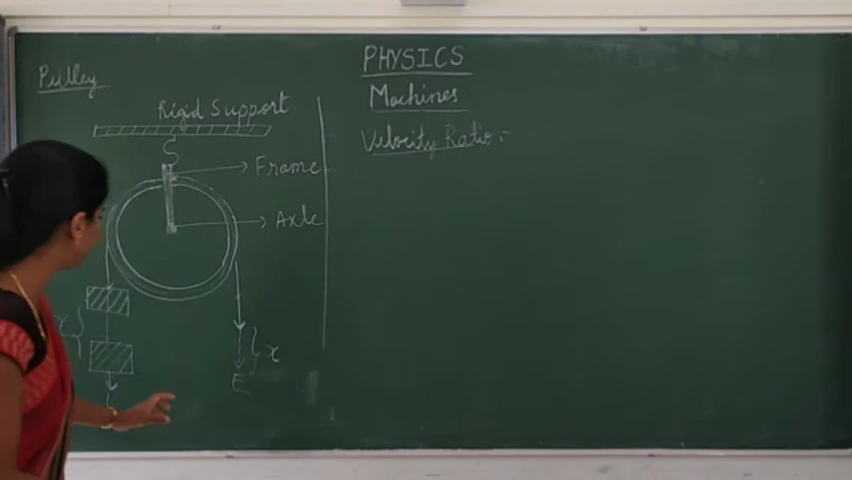 PHYSICS
Machines
Velocity Ratio :-
Pulley
Rigid Support
Frame
Axle
x
x
E